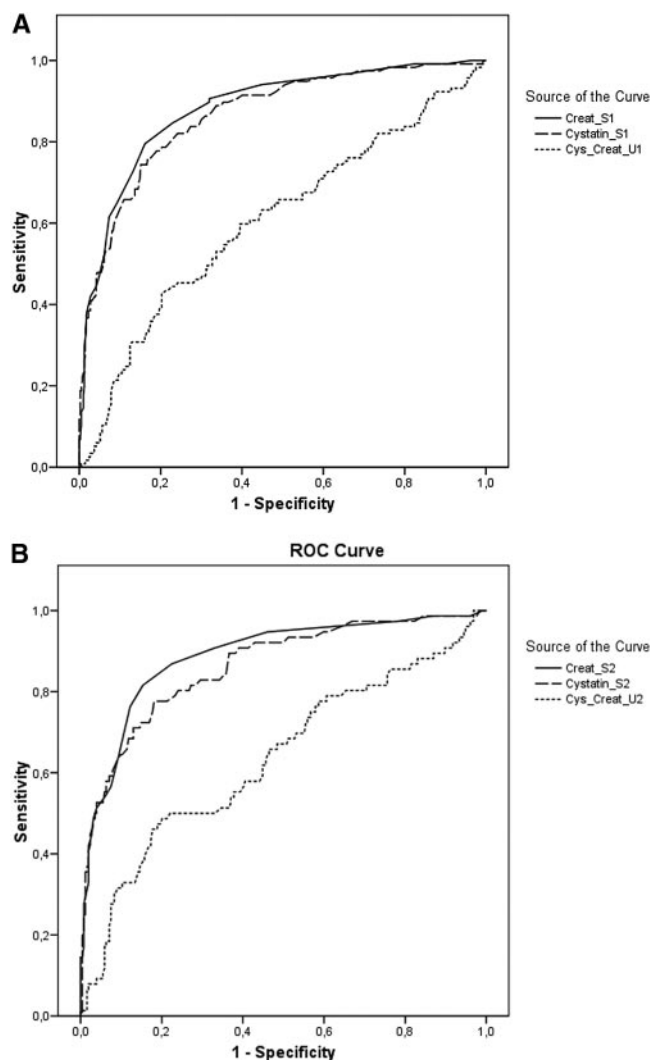 A
1,0
0,8
0,6
0,4
0,2
0,0
Sensitivity
0,0 0,2 0,4 0,6 0,8 1,0
1 - Specificity
Source of the Curve
Creat_S1
Cystatin_S1
Cys_Creat_U1
B
ROC Curve
1,0
0,8
0,6
0,4
0,2
0,0
Sensitivity
0,0 0,2 0,4 0,6 0,8 1,0
1 - Specificity
Source of the Curve
Creat_S2
Cystatin_S2
Cys_Creat_U2